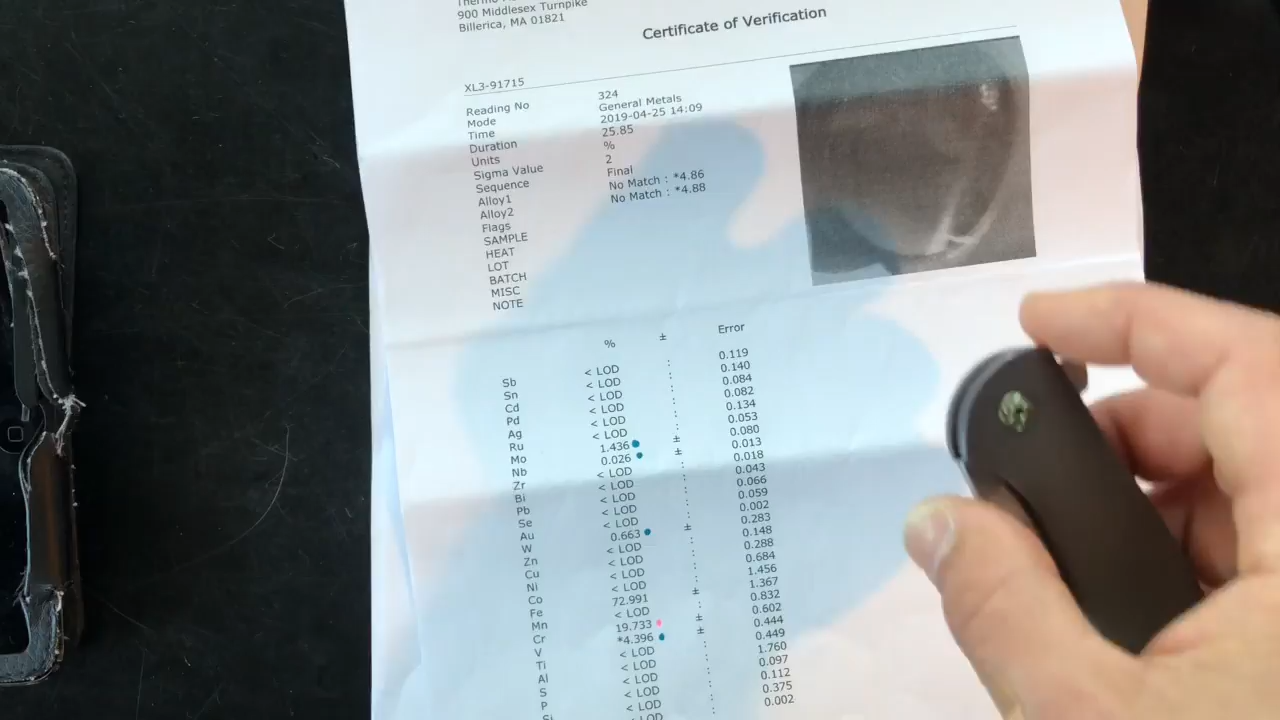 900 Middlesex Turnpike
Billerica, MA 01821
Certificate of Verification
XL3-91715
Reading No 324
Mode General Metals
Time 2019-04-25 14:09
Duration 25.85
Units %
Sigma Value 2
Sequence Final
Alloy1 No Match : *4.86
Alloy2 No Match : *4.88
Flags
SAMPLE
HEAT
LOT
BATCH
MISC
NOTE
% ± Error
Sb < LOD : 0.119
Sn < LOD : 0.140
Cd < LOD : 0.084
Pd < LOD : 0.082
Ag < LOD : 0.134
Ru < LOD : 0.053
Mo 1.436 ± 0.080
Nb 0.026 ± 0.013
Zr < LOD : 0.018
Bi < LOD : 0.043
Pb < LOD : 0.066
Se < LOD : 0.059
Au < LOD : 0.002
W 0.663 ± 0.283
Zn < LOD : 0.148
Cu < LOD : 0.288
Ni < LOD : 0.684
Co < LOD : 1.456
Fe 72.991 ± 1.367
Mn < LOD : 0.832
Cr 19.733 ± 0.602
V *4.396 ± 0.444
Ti < LOD : 0.449
Al < LOD : 1.760
S < LOD : 0.097
P < LOD : 0.112
Si < LOD : 0.375
0.002